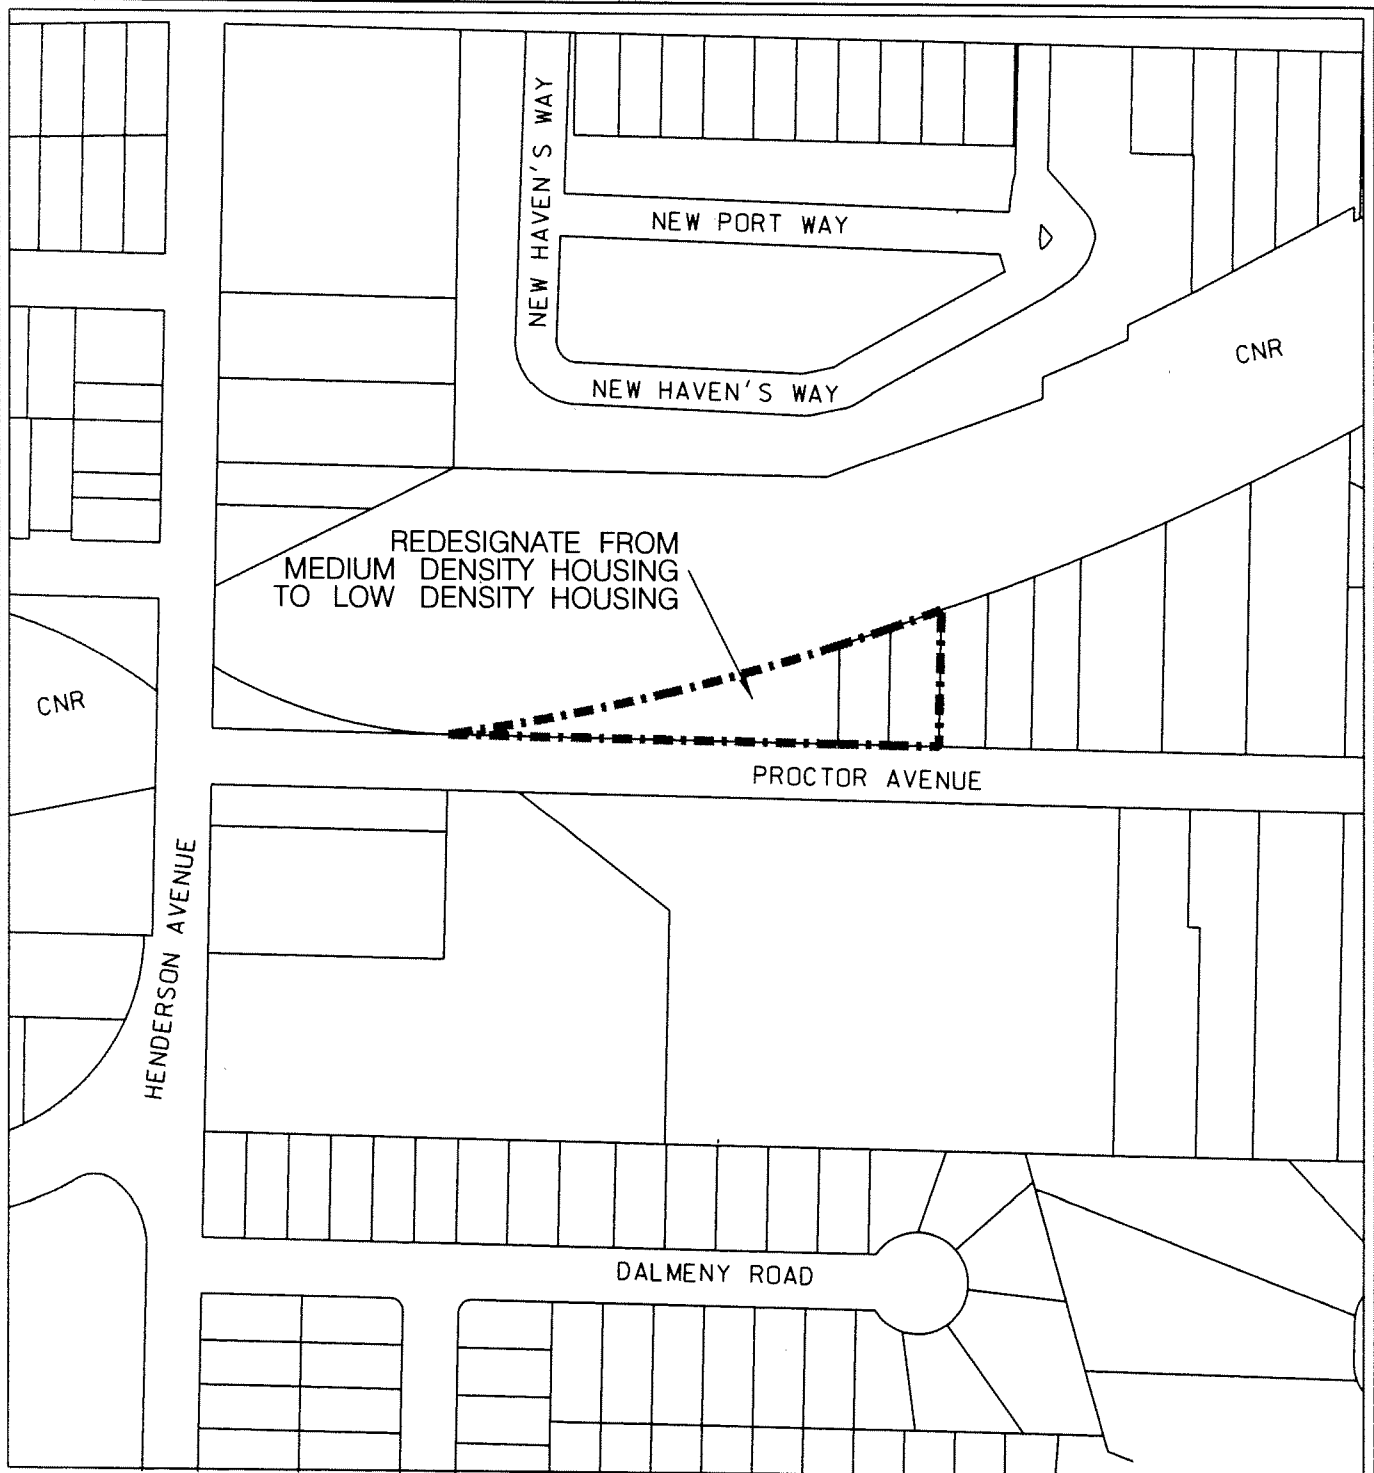 NEW HAVEN'S WAY
NEW PORT WAY
NEW HAVEN'S WAY
CNR
REDESIGNATE FROM
MEDIUM DENSITY HOUSING
TO LOW DENSITY HOUSING
CNR
PROCTOR AVENUE
HENDERSON AVENUE
DALMENY ROAD